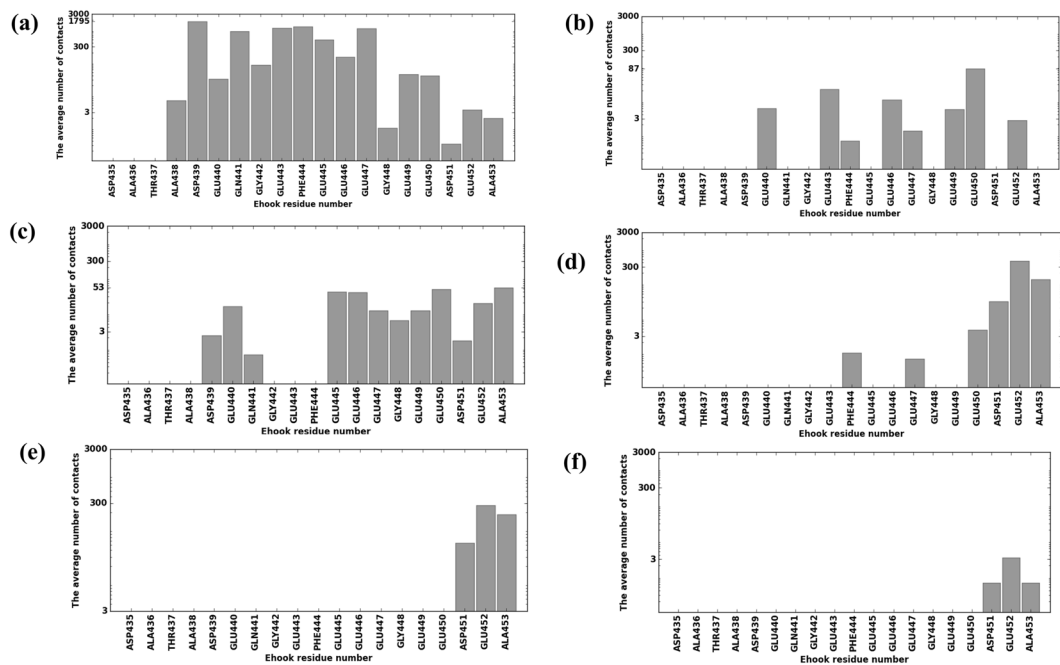 (a)
The average number of contacts
3000
1795
300
3
ASP435 ALA436 THR437 ALA438 ASP439 GLU440 GLN441 GLY442 GLU443 PHE444 GLU445 GLU446 GLU447 GLY448 GLU449 GLU450 ASP451 GLU452 ALA453
Ehook residue number
(b)
The average number of contacts
3000
300
87
3
ASP435 ALA436 THR437 ALA438 ASP439 GLU440 GLN441 GLY442 GLU443 PHE444 GLU445 GLU446 GLU447 GLY448 GLU449 GLU450 ASP451 GLU452 ALA453
Ehook residue number
(c)
The average number of contacts
3000
300
53
3
ASP435 ALA436 THR437 ALA438 ASP439 GLU440 GLN441 GLY442 GLU443 PHE444 GLU445 GLU446 GLU447 GLY448 GLU449 GLU450 ASP451 GLU452 ALA453
Ehook residue number
(d)
The average number of contacts
3000
300
3
ASP435 ALA436 THR437 ALA438 ASP439 GLU440 GLN441 GLY442 GLU443 PHE444 GLU445 GLU446 GLU447 GLY448 GLU449 GLU450 ASP451 GLU452 ALA453
Ehook residue number
(e)
The average number of contacts
3000
300
3
ASP435 ALA436 THR437 ALA438 ASP439 GLU440 GLN441 GLY442 GLU443 PHE444 GLU445 GLU446 GLU447 GLY448 GLU449 GLU450 ASP451 GLU452 ALA453
Ehook residue number
(f)
The average number of contacts
3000
300
3
ASP435 ALA436 THR437 ALA438 ASP439 GLU440 GLN441 GLY442 GLU443 PHE444 GLU445 GLU446 GLU447 GLY448 GLU449 GLU450 ASP451 GLU452 ALA453
Ehook residue number